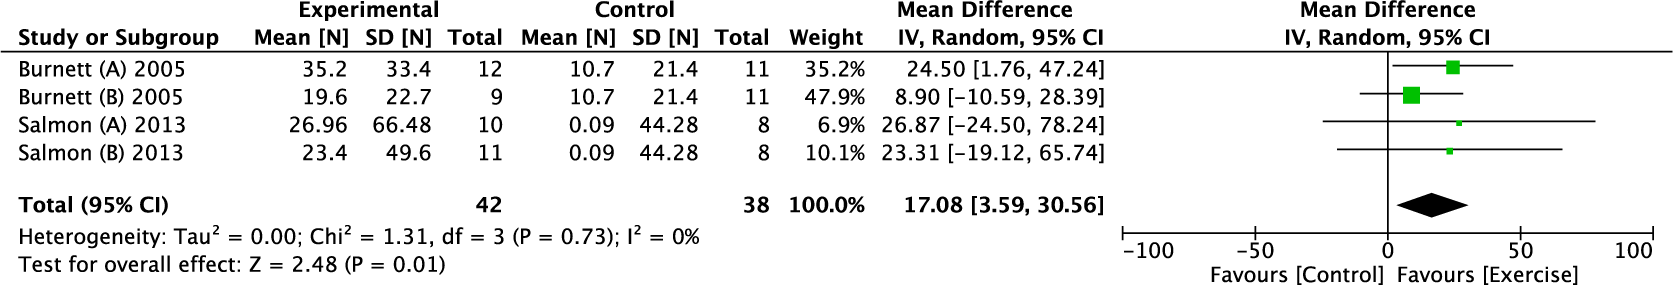 Experimental Control Mean Difference Mean Difference
Study or Subgroup Mean [N] SD [N] Total Mean [N] SD [N] Total Weight IV, Random, 95% CI IV, Random, 95% CI
Burnett (A) 2005 35.2 33.4 12 10.7 21.4 11 35.2% 24.50 [1.76, 47.24]
Burnett (B) 2005 19.6 22.7 9 10.7 21.4 11 47.9% 8.90 [−10.59, 28.39]
Salmon (A) 2013 26.96 66.48 10 0.09 44.28 8 6.9% 26.87 [−24.50, 78.24]
Salmon (B) 2013 23.4 49.6 11 0.09 44.28 8 10.1% 23.31 [−19.12, 65.74]
Total (95% CI) 42 38 100.0% 17.08 [3.59, 30.56]
Heterogeneity: Tau² = 0.00; Chi² = 1.31, df = 3 (P = 0.73); I² = 0%
Test for overall effect: Z = 2.48 (P = 0.01)
−100 −50 0 50 100
Favours [Control] Favours [Exercise]